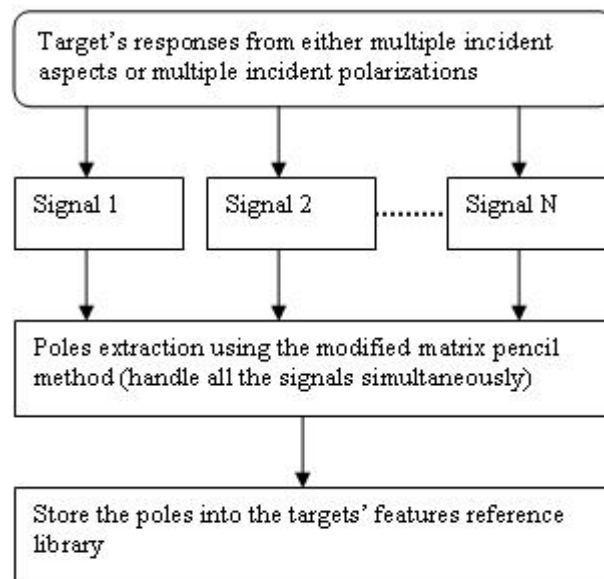 Target's responses from either multiple incident
aspects or multiple incident polarizations
Signal 1
Signal 2
Signal N
Poles extraction using the modified matrix pencil
method (handle all the signals simultaneously)
Store the poles into the targets' features reference
library